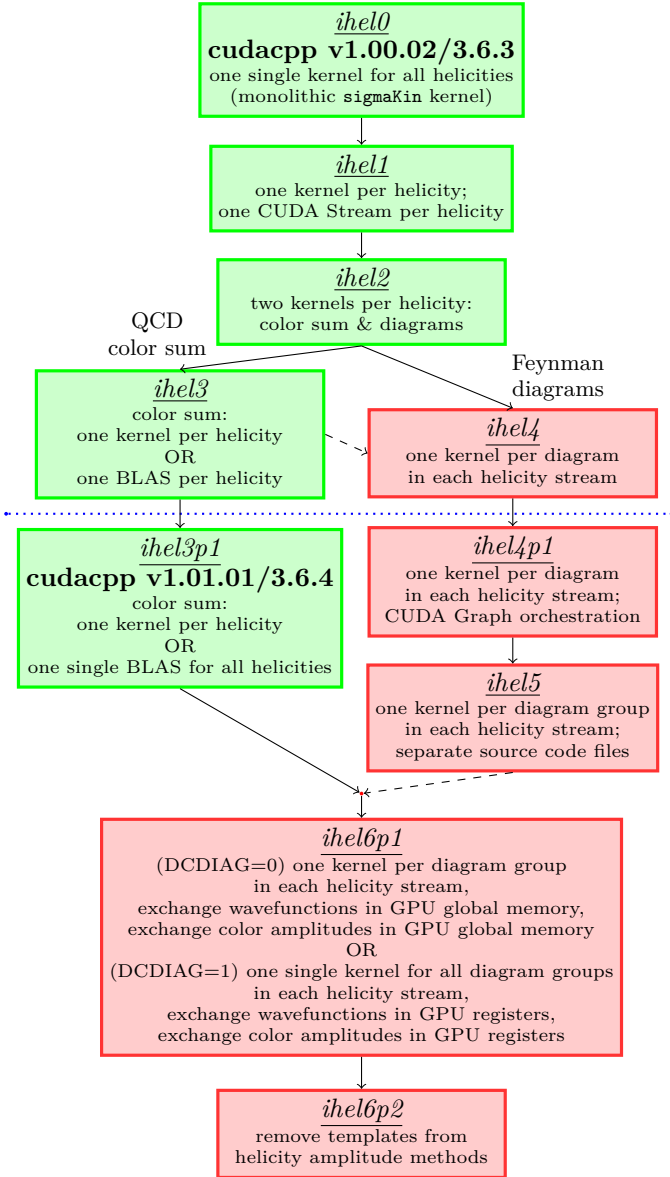 ihel0
cudacpp v1.00.02/3.6.3
one single kernel for all helicities
(monolithic sigmaKin kernel)
ihel1
one kernel per helicity;
one CUDA Stream per helicity
ihel2
two kernels per helicity:
color sum & diagrams
QCD
color sum
Feynman
diagrams
ihel3
color sum:
one kernel per helicity
OR
one BLAS per helicity
ihel4
one kernel per diagram
in each helicity stream
ihel3p1
cudacpp v1.01.01/3.6.4
color sum:
one kernel per helicity
OR
one single BLAS for all helicities
ihel4p1
one kernel per diagram
in each helicity stream;
CUDA Graph orchestration
ihel5
one kernel per diagram group
in each helicity stream;
separate source code files
ihel6p1
(DCDIAG=0) one kernel per diagram group
in each helicity stream,
exchange wavefunctions in GPU global memory,
exchange color amplitudes in GPU global memory
OR
(DCDIAG=1) one single kernel for all diagram groups
in each helicity stream,
exchange wavefunctions in GPU registers,
exchange color amplitudes in GPU registers
ihel6p2
remove templates from
helicity amplitude methods